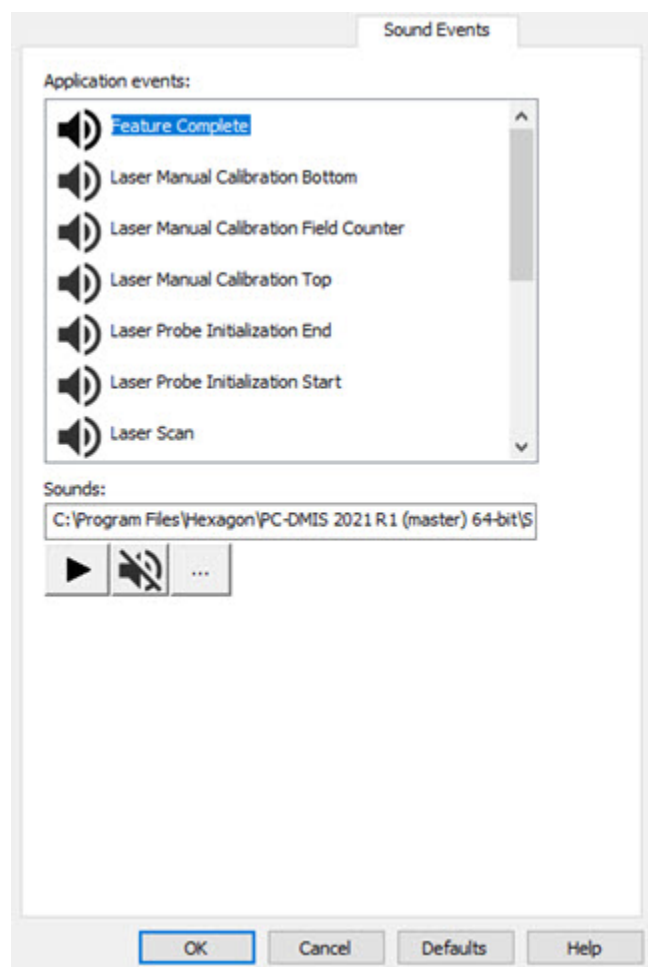 Sound Events
Application events:
Feature Complete
Laser Manual Calibration Bottom
Laser Manual Calibration Field Counter
Laser Manual Calibration Top
Laser Probe Initialization End
Laser Probe Initialization Start
Laser Scan
Sounds:
C:\Program Files\Hexagon\PC-DMIS 2021 R1 (master) 64-bit\S
...
OK Cancel Defaults Help